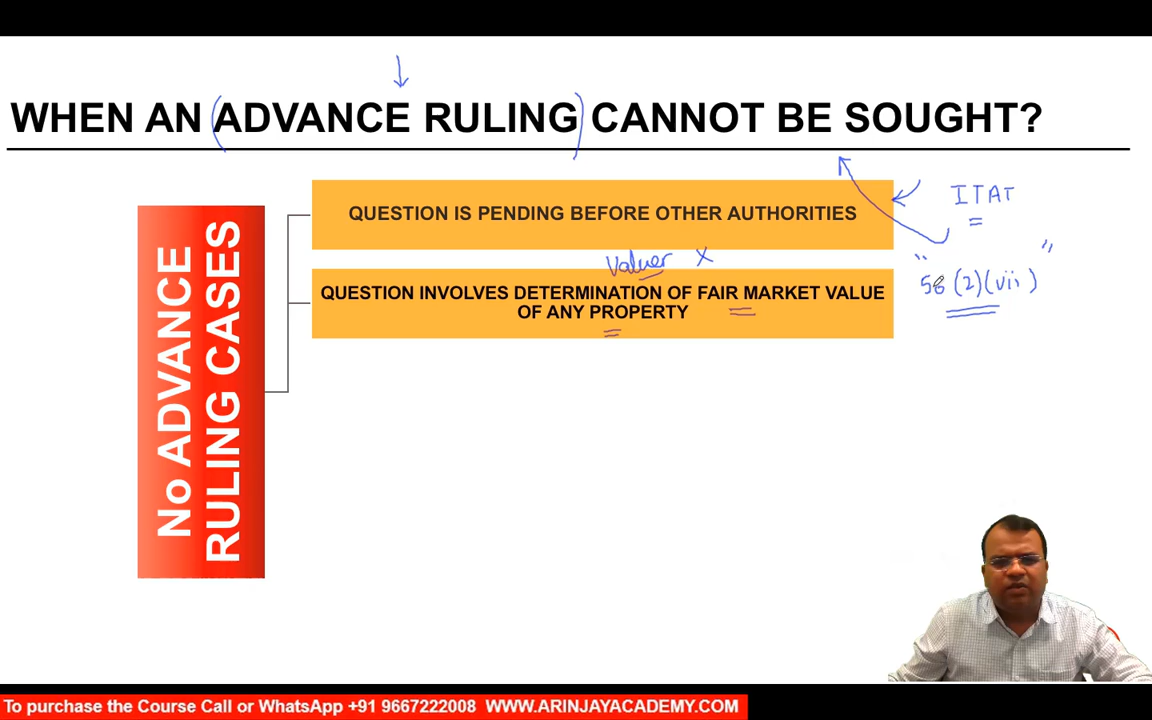 WHEN AN (ADVANCE RULING) CANNOT BE SOUGHT?
No ADVANCE
RULING CASES
QUESTION IS PENDING BEFORE OTHER AUTHORITIES
ITAT
Valuer X
"58(2)(vii)"
QUESTION INVOLVES DETERMINATION OF FAIR MARKET VALUE
OF ANY PROPERTY
To purchase the Course Call or WhatsApp +91 9667222008 WWW.ARINJAYACADEMY.COM